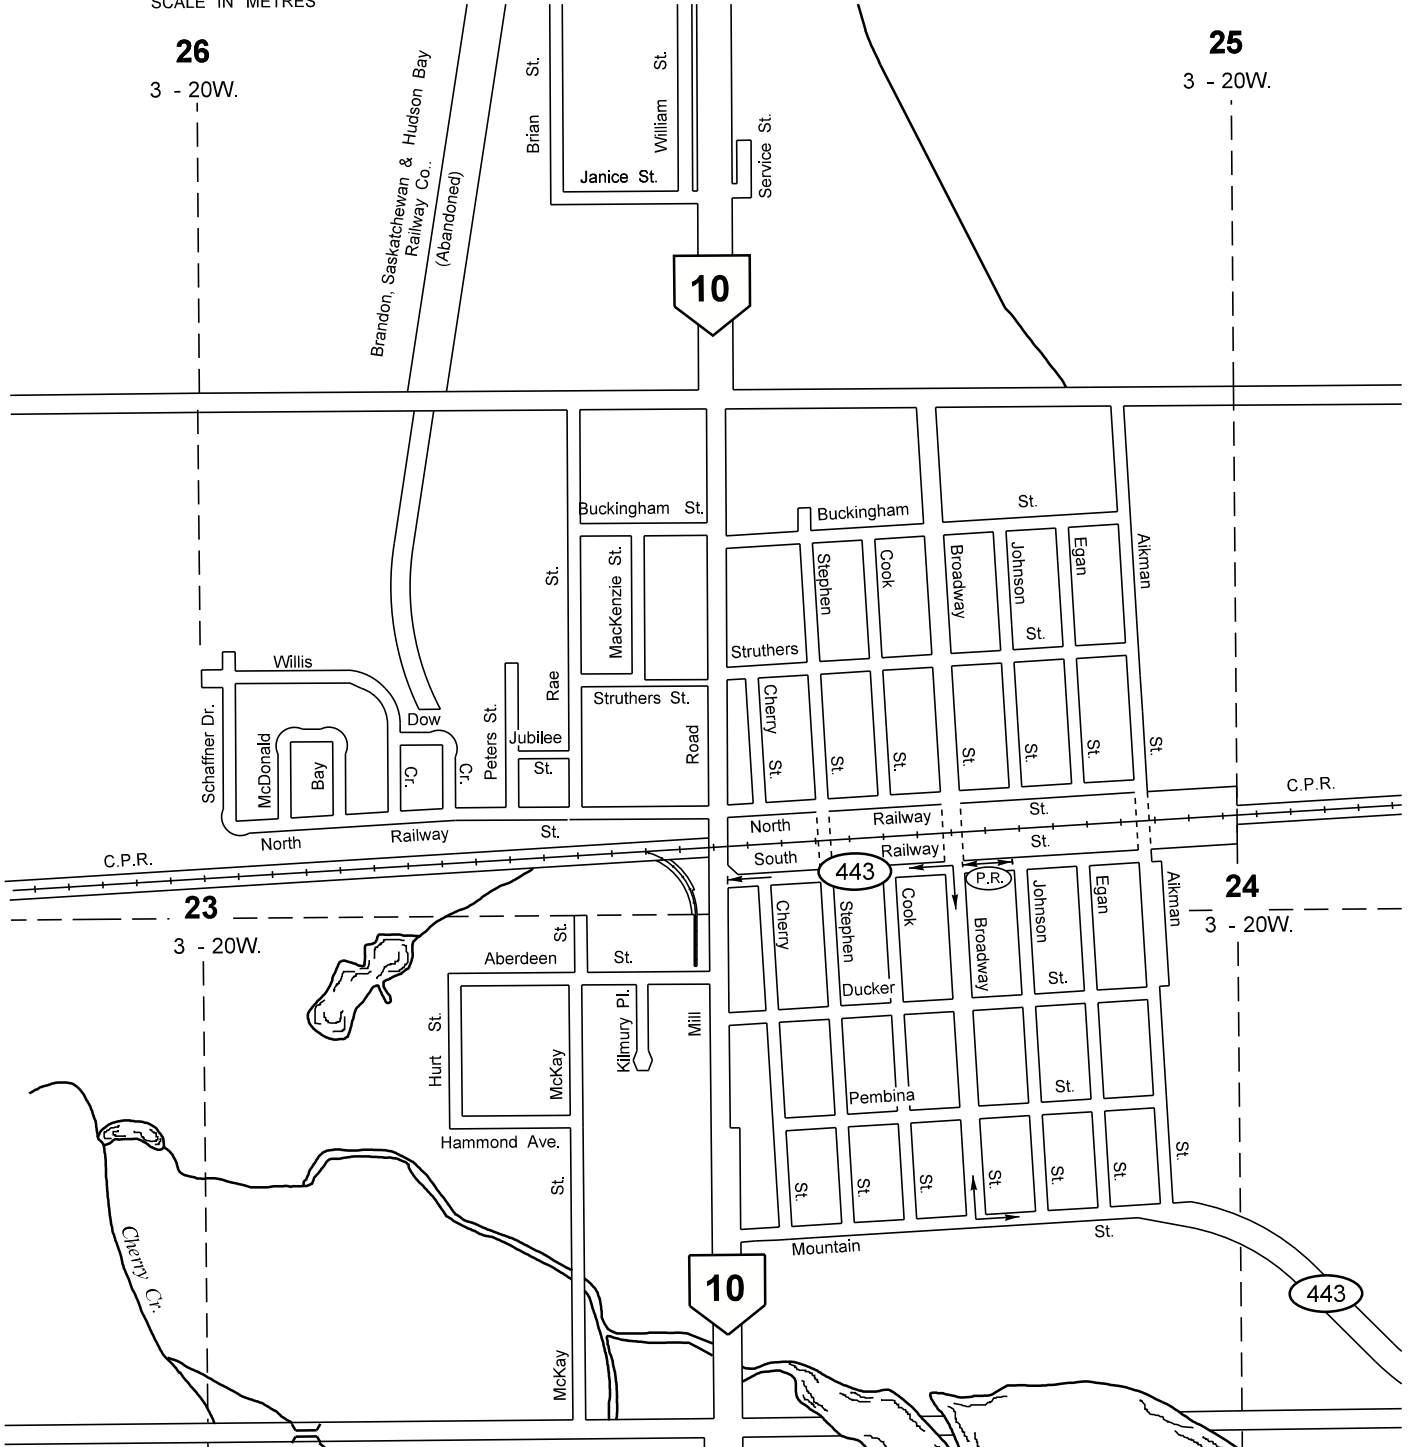 SCALE IN METRES
26
3 - 20W.
25
3 - 20W.
Brandon, Saskatchewan & Hudson Bay
Railway Co..
(Abandoned)
Brian St.
William St.
Service St.
Janice St.
10
Buckingham St.
Buckingham St.
MacKenzie St.
Rae St.
Stephen St.
Cook St.
Broadway St.
Johnson St.
Egan St.
Aikman St.
Struthers St.
Struthers St.
Cherry St.
Willis
Schaffner Dr.
McDonald
Bay
Dow
Cr.
Cr.
Peters St.
Jubilee
St.
Road
North Railway St.
North Railway St.
South Railway St.
C.P.R.
C.P.R.
443
P.R.
23
3 - 20W.
24
3 - 20W.
Cherry St.
Stephen St.
Cook St.
Broadway St.
Johnson St.
Egan St.
Aikman St.
Aberdeen St.
St.
Ducker St.
Kilmury Pl.
Mill
Hurt St.
McKay St.
Pembina St.
Hammond Ave.
Mountain St.
Cherry Cr.
10
443
McKay